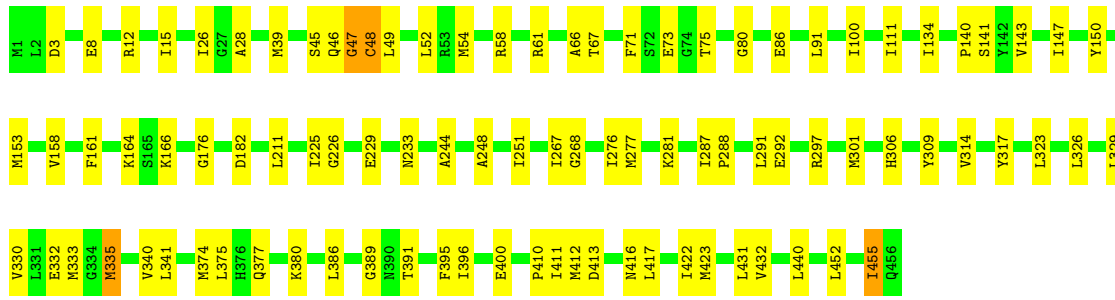 M1 L2 D3 E8 R12 I15 I26 G27 A28 M39 S45 Q46 G47 C48 L49 L52 R53 M54 R58 R61 A66 T67 F71 S72 E73 G74 T75 G80 E86 L91 I100 I111 I134 P140 S141 Y142 V143 I147 Y150
M153 V158 F161 K164 S165 K166 G176 D182 L211 I225 G226 E229 N233 A244 A248 I251 I267 G268 I276 M277 K281 I287 P288 L291 E292 R297 M301 H306 Y309 V314 Y317 L323 L326
V330 L331 E332 M333 G334 M335 V340 L341 M374 L375 H376 Q377 K380 L386 G389 N390 T391 F395 I396 E400 P410 I411 M412 D413 N416 L417 I422 M423 L431 V432 L440 L452 I455 Q456